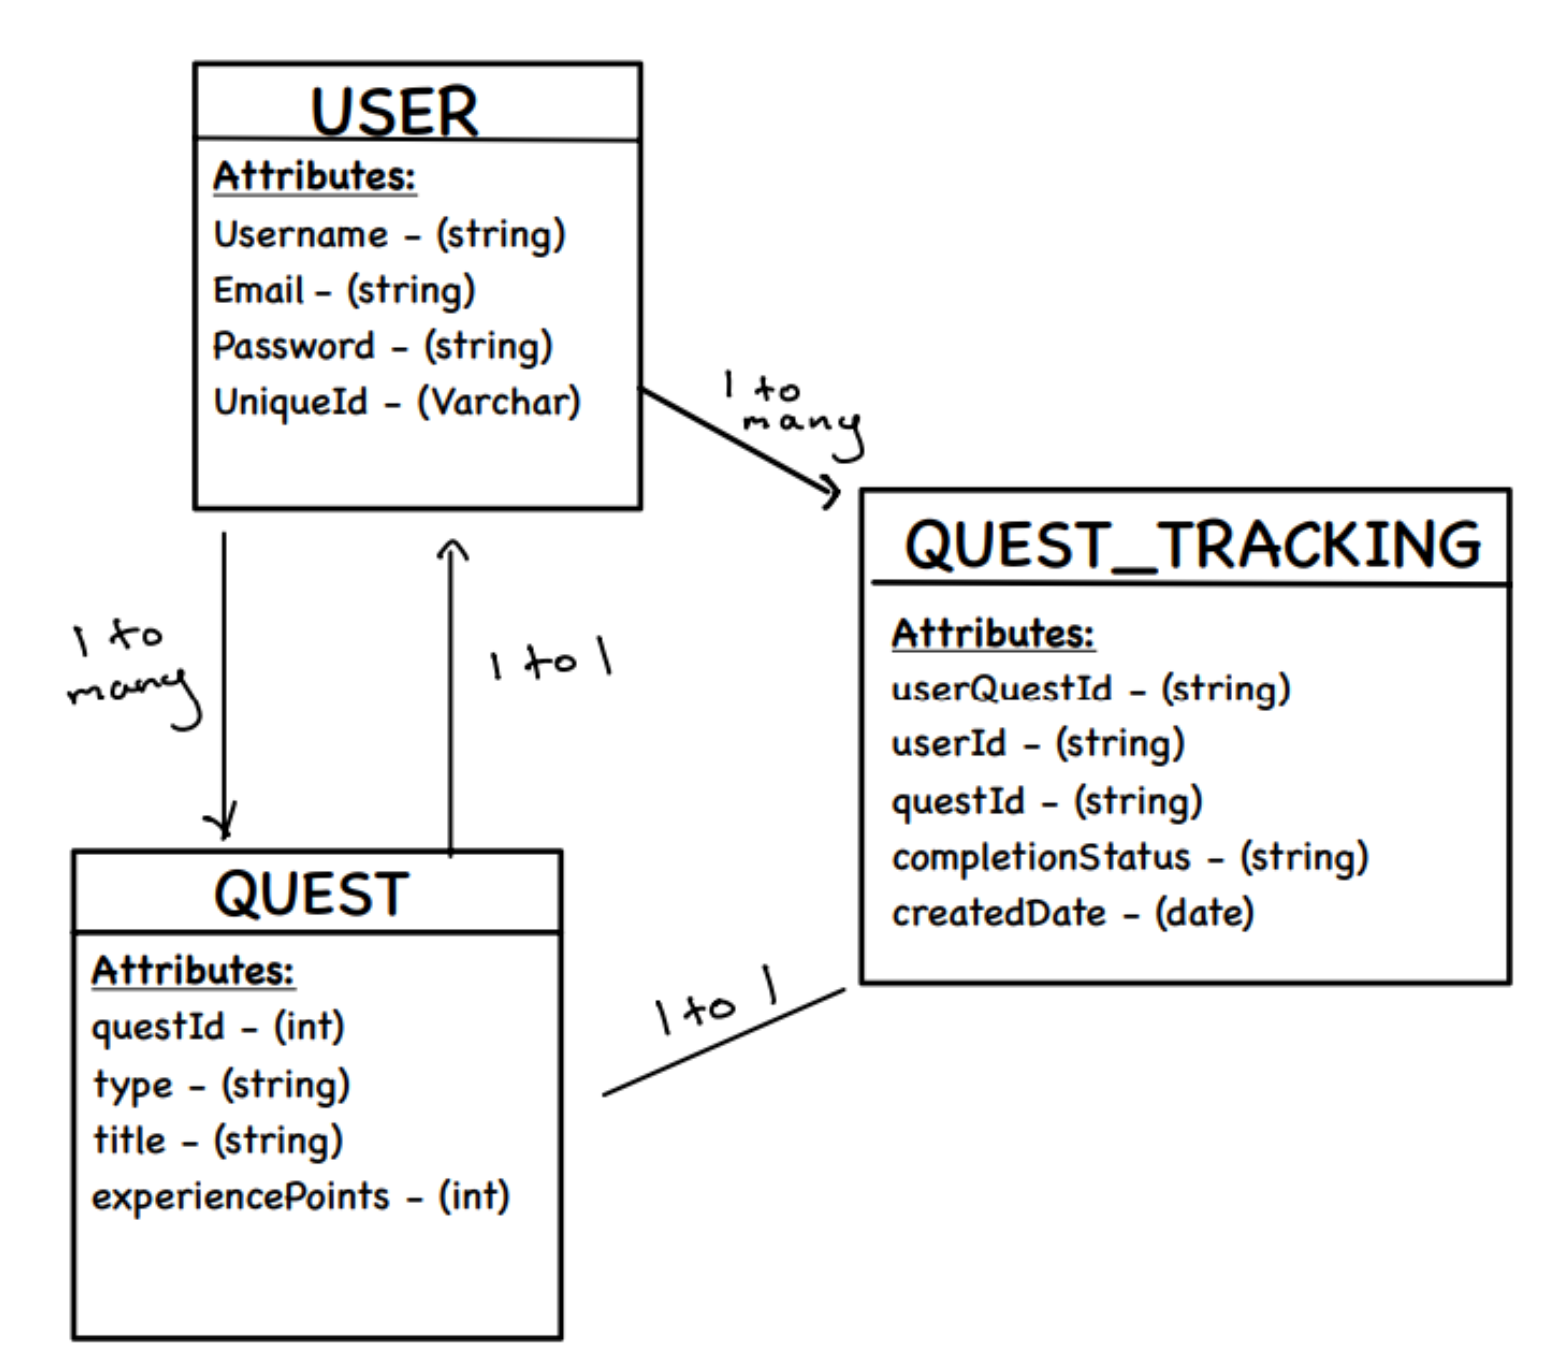 USER
Attributes:
Username - (string)
Email - (string)
Password - (string)
UniqueId - (Varchar)
1 to
many
QUEST_TRACKING
Attributes:
userQuestId - (string)
userId - (string)
questId - (string)
completionStatus - (string)
createdDate - (date)
1 to
many
1 to 1
QUEST
Attributes:
questId - (int)
type - (string)
title - (string)
experiencePoints - (int)
1 to 1